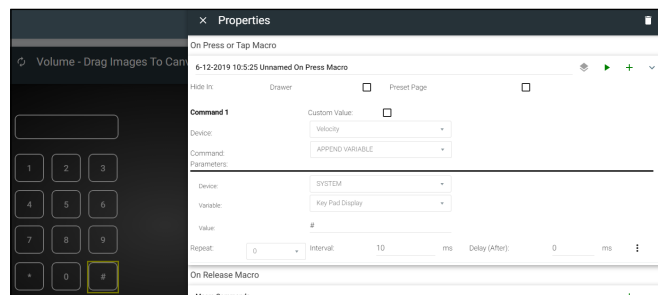 × Properties
Volume - Drag Images To Canv
On Press or Tap Macro
6-12-2019 10:5:25 Unnamed On Press Macro
Hide In: Drawer Preset Page
Command 1 Custom Value:
Device: Velocity
Command: APPEND VARIABLE
Parameters:
Device: SYSTEM
Variable: Key Pad Display
Value: #
Repeat: 0 Interval: 10 ms Delay (After): 0 ms
On Release Macro
1 2 3
4 5 6
7 8 9
* 0 #